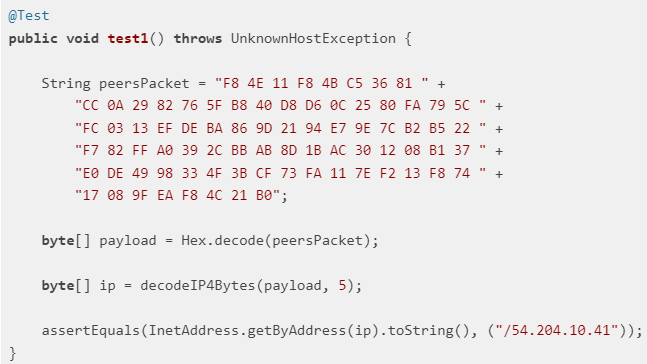 @Test
public void test1() throws UnknownHostException {
String peersPacket = "F8 4E 11 F8 4B C5 36 81 " +
"CC 0A 29 82 76 5F B8 40 D8 D6 0C 25 80 FA 79 5C " +
"FC 03 13 EF DE BA 86 9D 21 94 E7 9E 7C B2 B5 22 " +
"F7 82 FF A0 39 2C BB AB 8D 1B AC 30 12 08 B1 37 " +
"E0 DE 49 98 33 4F 3B CF 73 FA 11 7E F2 13 F8 74 " +
"17 08 9F EA F8 4C 21 B0";
byte[] payload = Hex.decode(peersPacket);
byte[] ip = decodeIP4Bytes(payload, 5);
assertEquals(InetAddress.getByAddress(ip).toString(), ("/54.204.10.41"));
}